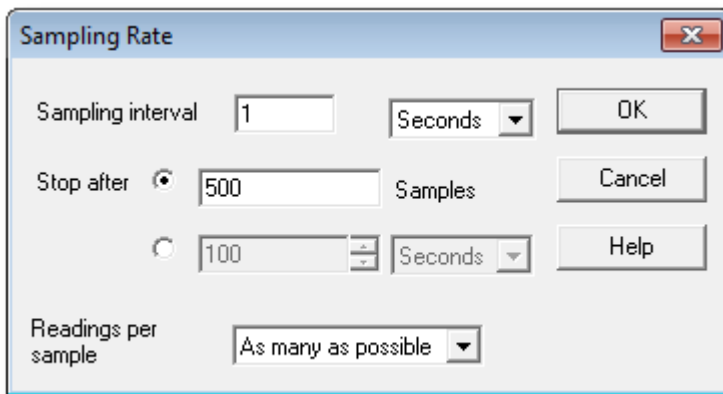 Sampling Rate
Sampling interval 1 Seconds OK
Stop after 500 Samples Cancel
100 Seconds Help
Readings per
sample As many as possible